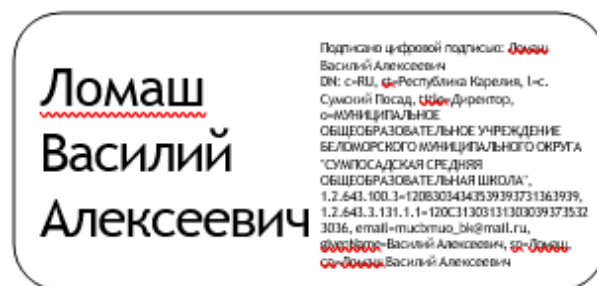 Ломаш
Василий
Алексеевич
Подписано цифровой подписью: Ломаш
Василий Алексеевич
DN: c=RU, st=Республика Карелия, l=с.
Сумский Посад, title=Директор,
o=МУНИЦИПАЛЬНОЕ
ОБЩЕОБРАЗОВАТЕЛЬНОЕ УЧРЕЖДЕНИЕ
БЕЛОМОРСКОГО МУНИЦИПАЛЬНОГО ОКРУГА
"СУМПОСАДСКАЯ СРЕДНЯЯ
ОБЩЕОБРАЗОВАТЕЛЬНАЯ ШКОЛА",
1.2.643.100.3=120B3034343539393731363939,
1.2.643.3.131.1.1=120C31303131303039373532
3036, email=mucbmuo_bk@mail.ru,
givenName=Василий Алексеевич, sn=Ломаш,
cn=Ломаш Василий Алексеевич